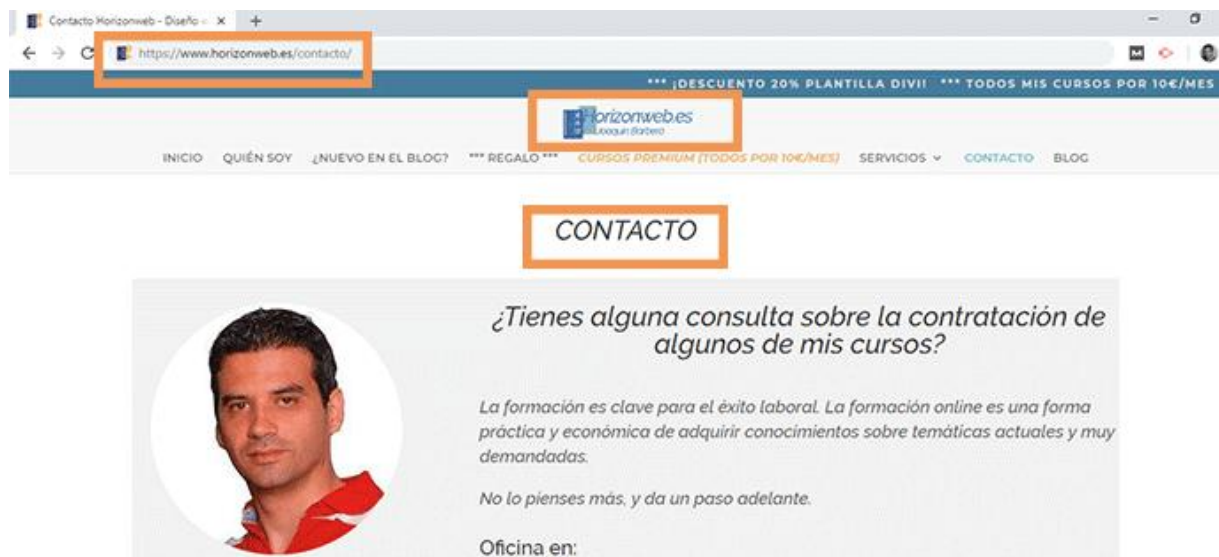 Contacto Horizonweb - Diseño
https://www.horizonweb.es/contacto/
*** ¡DESCUENTO 20% PLANTILLA DIVI! *** TODOS MIS CURSOS POR 10€/MES
Horizonweb.es
Joaquín Barberá
INICIO QUIÉN SOY ¿NUEVO EN EL BLOG? *** REGALO *** CURSOS PREMIUM (TODOS POR 10€/MES) SERVICIOS CONTACTO BLOG
CONTACTO
¿Tienes alguna consulta sobre la contratación de
algunos de mis cursos?
La formación es clave para el éxito laboral. La formación online es una forma
práctica y económica de adquirir conocimientos sobre temáticas actuales y muy
demandadas.
No lo pienses más, y da un paso adelante.
Oficina en: